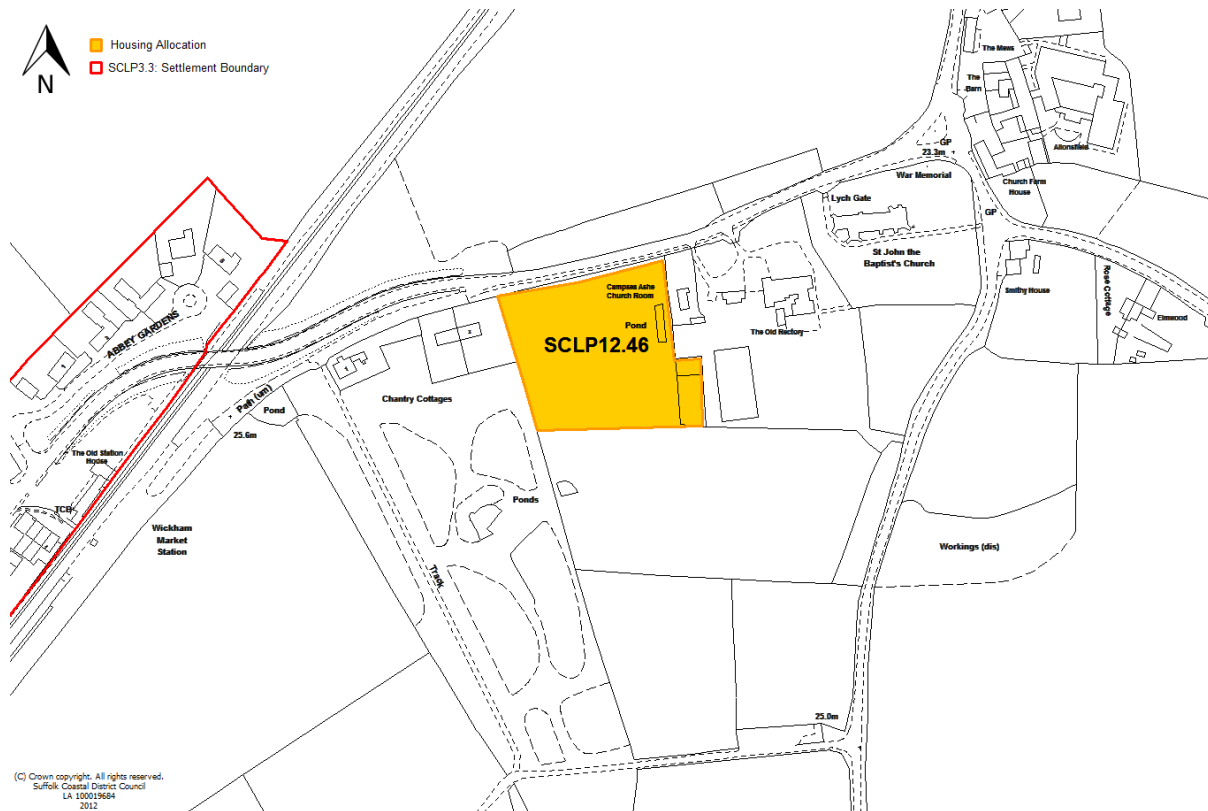 N
Housing Allocation
SCLP3.3: Settlement Boundary
The Mews
The
Barn
Allonsfield
GP
23.3m
War Memorial
Church Farm
House
Lych Gate
GP
St John the
Baptist's Church
Smithy House
Rose Cottage
Elmwood
Campsea Ashe
Church Room
Pond
The Old Rectory
SCLP12.46
ABBEY GARDENS
Path (um)
Pond
25.6m
Chantry Cottages
The Old Station
House
TCB
Wickham
Market
Station
Ponds
Track
Workings (dis)
25.0m
(C) Crown copyright. All rights reserved.
Suffolk Coastal District Council
LA 100019684
2012